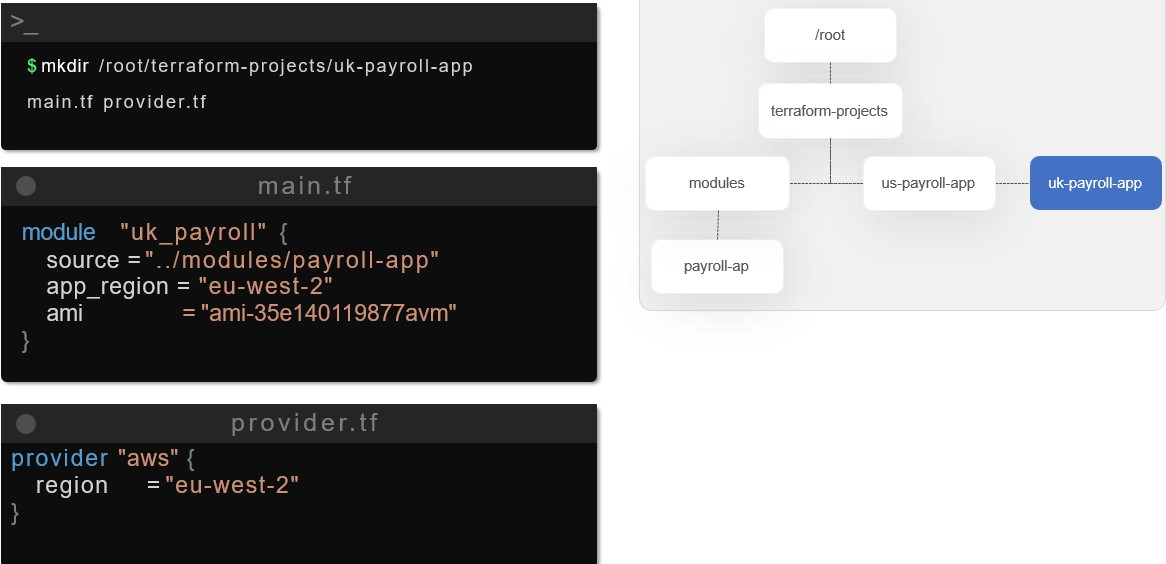 >_
$ mkdir /root/terraform-projects/uk-payroll-app
main.tf provider.tf
main.tf
module "uk_payroll" {
source = "../modules/payroll-app"
app_region = "eu-west-2"
ami = "ami-35e140119877avm"
}
provider.tf
provider "aws" {
region = "eu-west-2"
}
/root
terraform-projects
modules
us-payroll-app
uk-payroll-app
payroll-ap